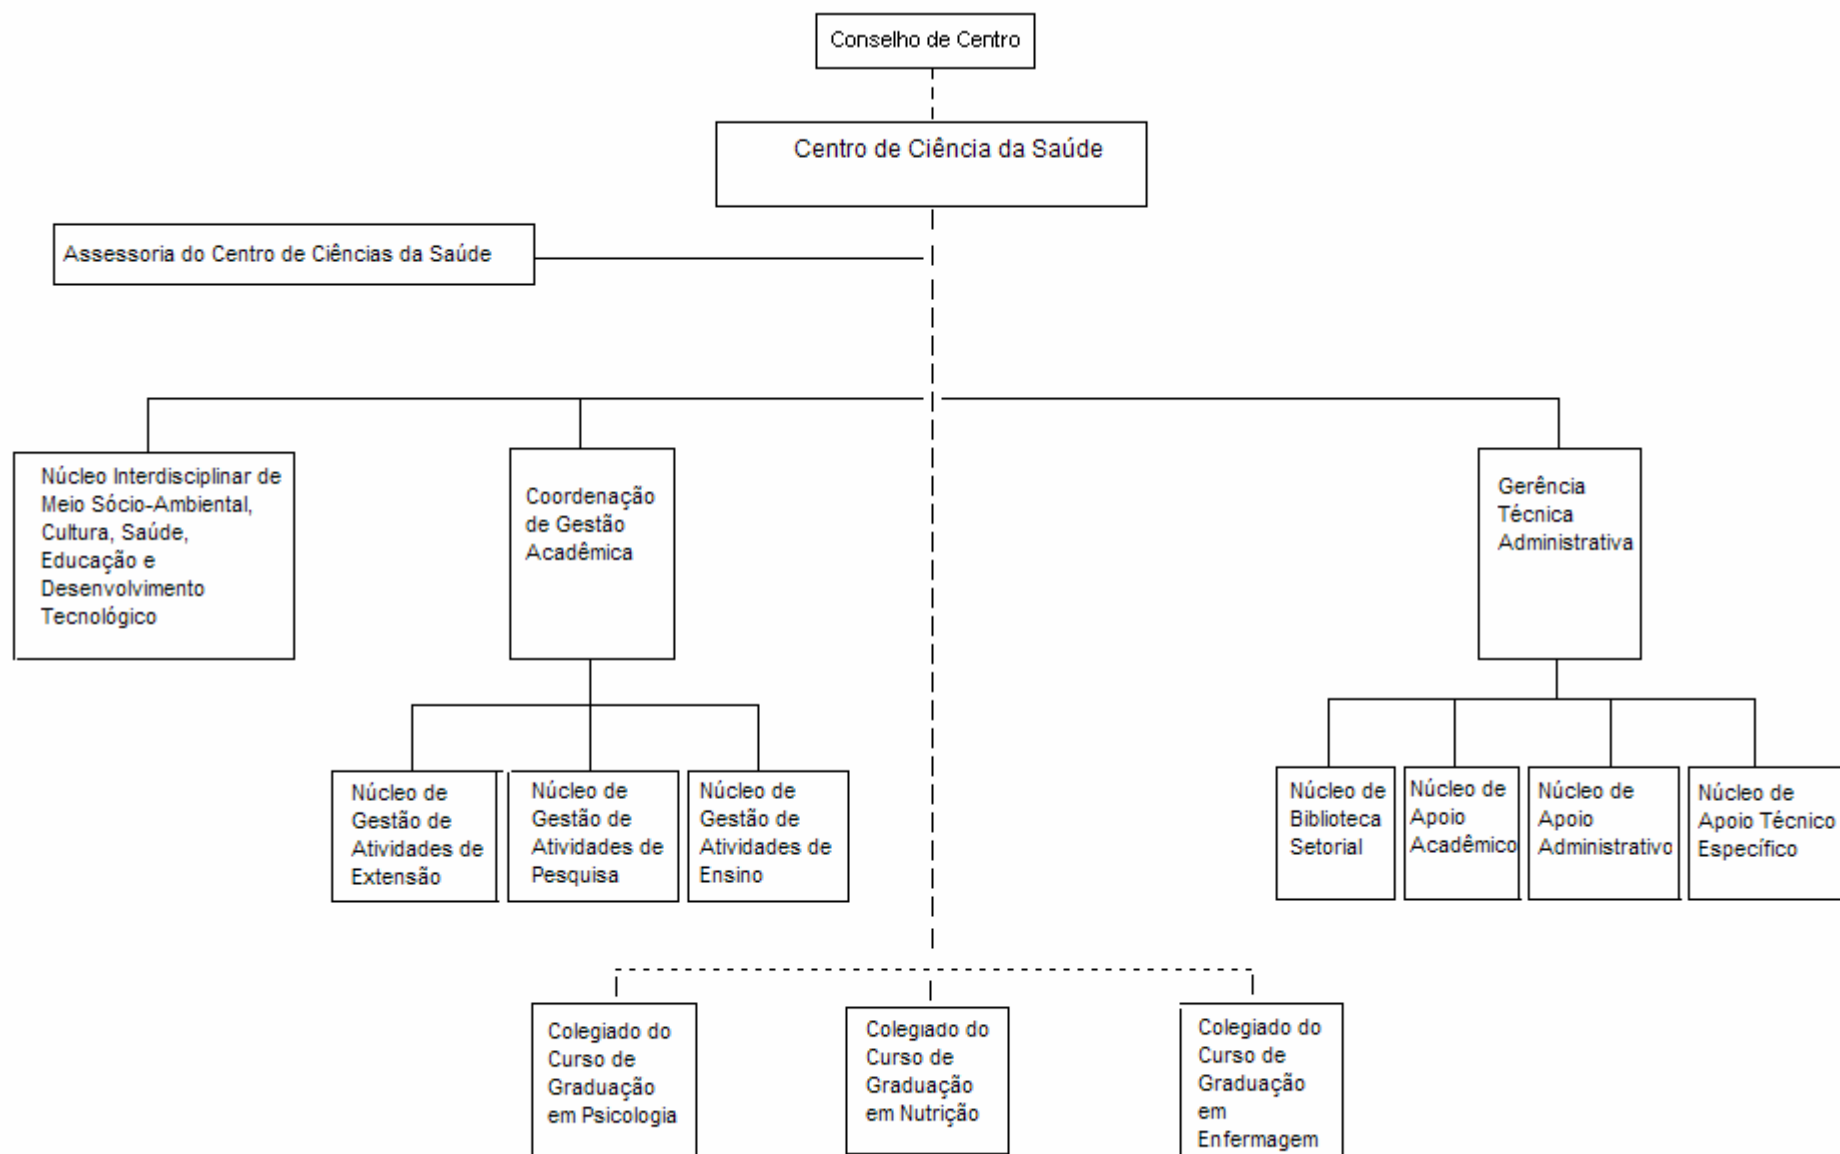 Conselho de Centro
Centro de Ciência da Saúde
Assessoria do Centro de Ciências da Saúde
Núcleo Interdisciplinar de
Meio Sócio-Ambiental,
Cultura, Saúde,
Educação e
Desenvolvimento
Tecnológico
Coordenação
de Gestão
Acadêmica
Gerência
Técnica
Administrativa
Núcleo de
Gestão de
Atividades de
Extensão
Núcleo de
Gestão de
Atividades de
Pesquisa
Núcleo de
Gestão de
Atividades de
Ensino
Núcleo de
Biblioteca
Setorial
Núcleo de
Apoio
Acadêmico
Núcleo de
Apoio
Administrativo
Núcleo de
Apoio Técnico
Específico
Colegiado do
Curso de
Graduação
em Psicologia
Colegiado do
Curso de
Graduação
em Nutrição
Colegiado do
Curso de
Graduação
em
Enfermagem